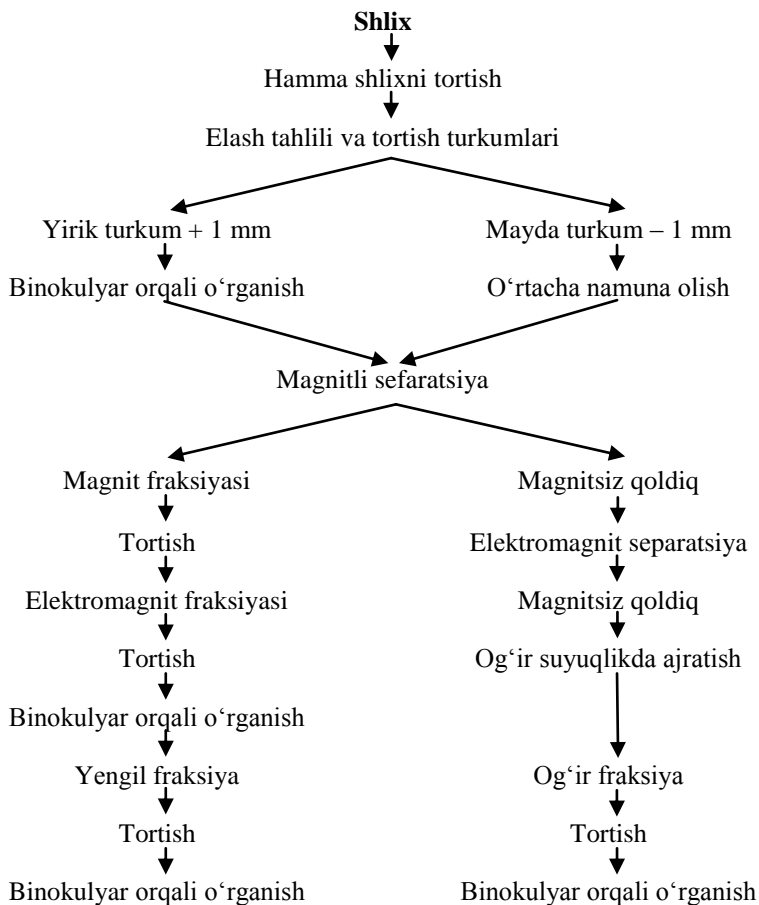 Shlix
Hamma shlixni tortish
Elash tahlili va tortish turkumlari
Yirik turkum + 1 mm
Mayda turkum – 1 mm
Binokulyar orqali o‘rganish
O‘rtacha namuna olish
Magnitli sefaratsiya
Magnit fraksiyasi
Magnitsiz qoldiq
Tortish
Elektromagnit separatsiya
Elektromagnit fraksiyasi
Magnitsiz qoldiq
Tortish
Og‘ir suyuqlikda ajratish
Binokulyar orqali o‘rganish
Yengil fraksiya
Og‘ir fraksiya
Tortish
Tortish
Binokulyar orqali o‘rganish
Binokulyar orqali o‘rganish